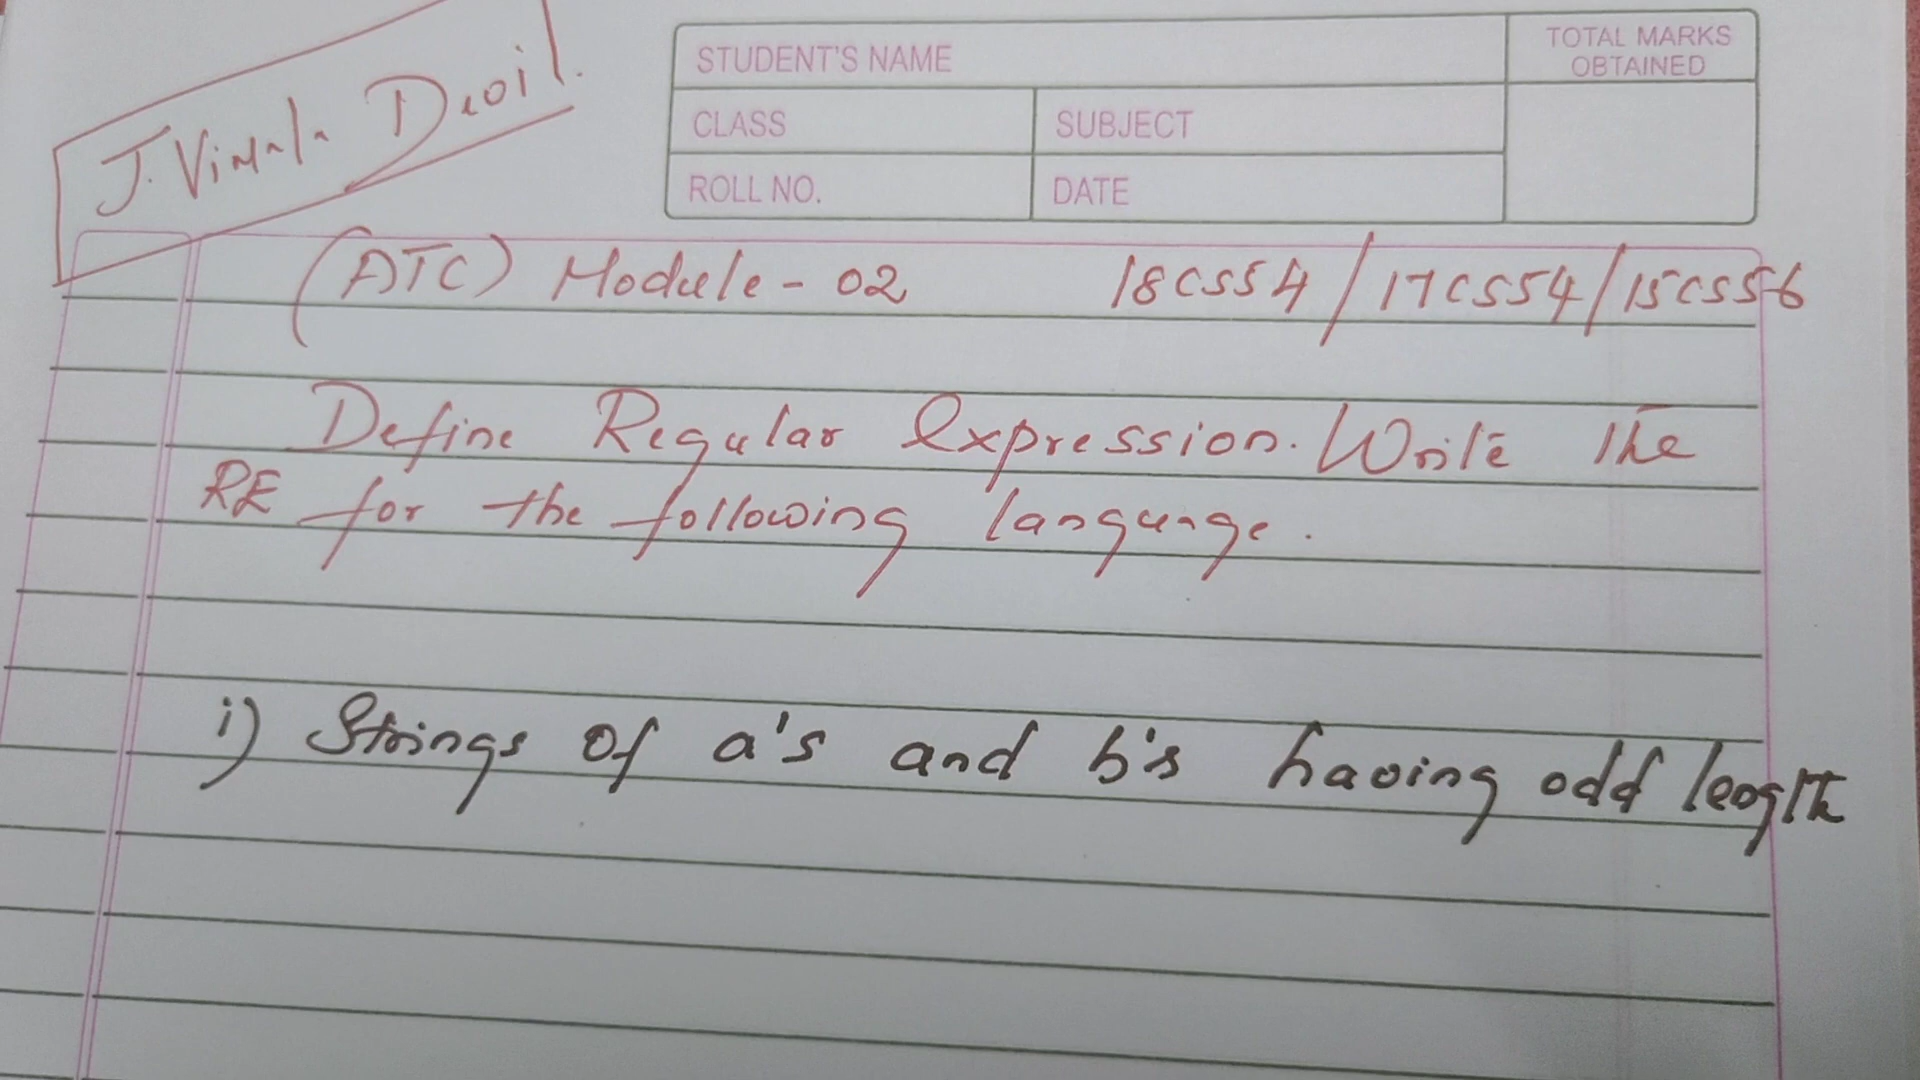 J. Vimala Devi.
STUDENT'S NAME
TOTAL MARKS OBTAINED
CLASS
SUBJECT
ROLL NO.
DATE
(ATC) Module - 02 18CS54/17CS54/15CS56
Define Regular Expression. Write the
RE for the following language.
i) Strings of a's and b's having odd length